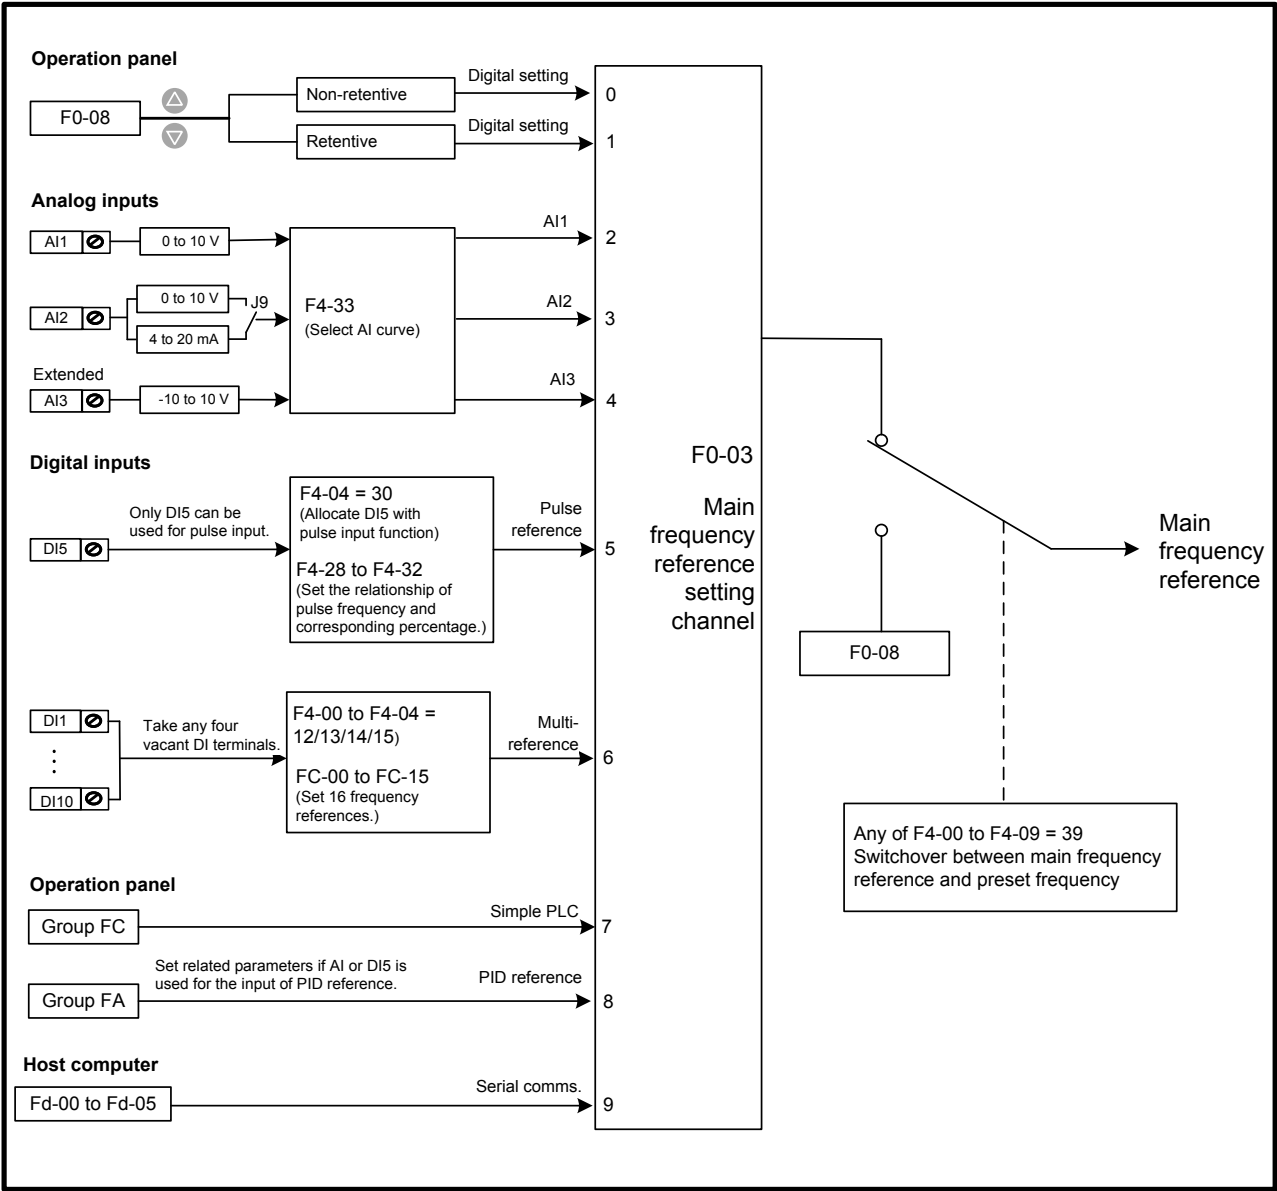 Operation panel
F0-08
Non-retentive
Digital setting
0
Retentive
Digital setting
1
Analog inputs
AI1
0 to 10 V
AI1
2
AI2
0 to 10 V
4 to 20 mA
J9
F4-33
(Select AI curve)
AI2
3
Extended
AI3
-10 to 10 V
AI3
4
Digital inputs
DI5
Only DI5 can be
used for pulse input.
F4-04 = 30
(Allocate DI5 with
pulse input function)
F4-28 to F4-32
(Set the relationship of
pulse frequency and
corresponding percentage.)
Pulse
reference
5
DI1
DI10
Take any four
vacant DI terminals.
F4-00 to F4-04 =
12/13/14/15)
FC-00 to FC-15
(Set 16 frequency
references.)
Multi-
reference
6
Operation panel
Group FC
Simple PLC
7
Group FA
Set related parameters if AI or DI5 is
used for the input of PID reference.
PID reference
8
Host computer
Fd-00 to Fd-05
Serial comms.
9
F0-03
Main
frequency
reference
setting
channel
F0-08
Main
frequency
reference
Any of F4-00 to F4-09 = 39
Switchover between main frequency
reference and preset frequency